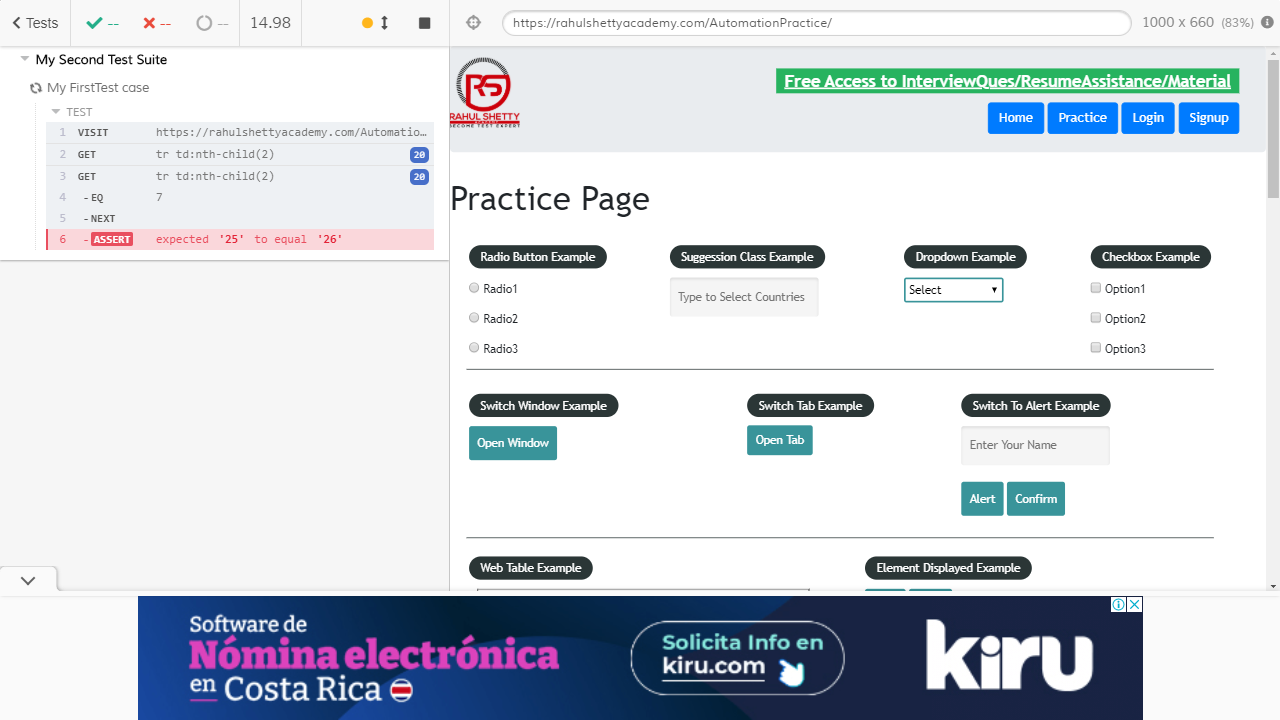 Tests
--
--
--
14.98
https://rahulshettyacademy.com/AutomationPractice/
1000 x 660 (83%)
My Second Test Suite
My FirstTest case
TEST
1 VISIT https://rahulshettyacademy.com/Automatio…
2 GET tr td:nth-child(2) 20
3 GET tr td:nth-child(2) 20
4 -EQ 7
5 -NEXT
6 -ASSERT expected '25' to equal '26'
RS
RAHUL SHETTY
ACADEMY
SECOME TEST EXPERT
Free Access to InterviewQues/ResumeAssistance/Material
Home Practice Login Signup
Practice Page
Radio Button Example Suggession Class Example Dropdown Example Checkbox Example
Radio1 Type to Select Countries Select Option1
Radio2 Option2
Radio3 Option3
Switch Window Example Switch Tab Example Switch To Alert Example
Open Window Open Tab Enter Your Name
Alert Confirm
Web Table Example Element Displayed Example
Software de
Nómina electrónica
en Costa Rica
Solicita Info en
kiru.com
kiru